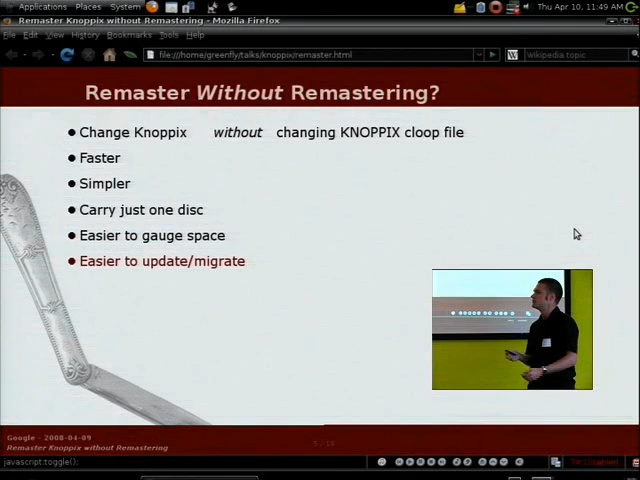 Applications Places System
Thu Apr 10, 11:49 AM
Remaster Knoppix without Remastering - Mozilla Firefox
File Edit View History Bookmarks Tools Help
file:///home/greenfly/talks/knoppix/remaster.html
W
Wikipedia topic
Remaster Without Remastering?
Change Knoppix without changing KNOPPIX cloop file
Faster
Simpler
Carry just one disc
Easier to gauge space
Easier to update/migrate
Google - 2008-04-09
Remaster Knoppix without Remastering
javascript:toggle();
Tor Disabled